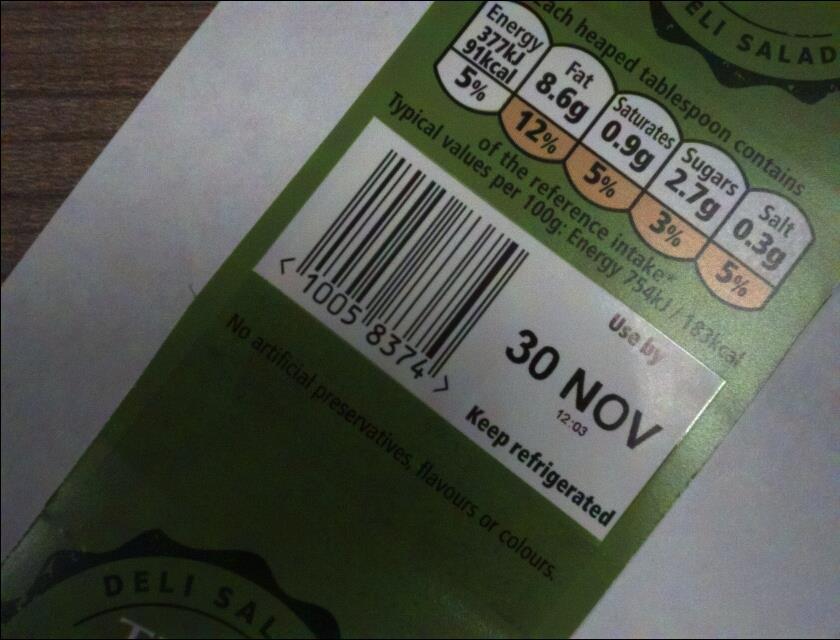 DELI SALAD
Each heaped tablespoon contains
Energy
377kJ
91kcal
5%
Fat
8.6g
12%
Saturates
0.9g
5%
Sugars
2.7g
3%
Salt
0.3g
5%
of the reference intake*
Typical values per 100g: Energy 754kJ / 183kcal
< 1005 8374 >
Use by
30 NOV
12:03
Keep refrigerated
No artificial preservatives, flavours or colours.
DELI SAL